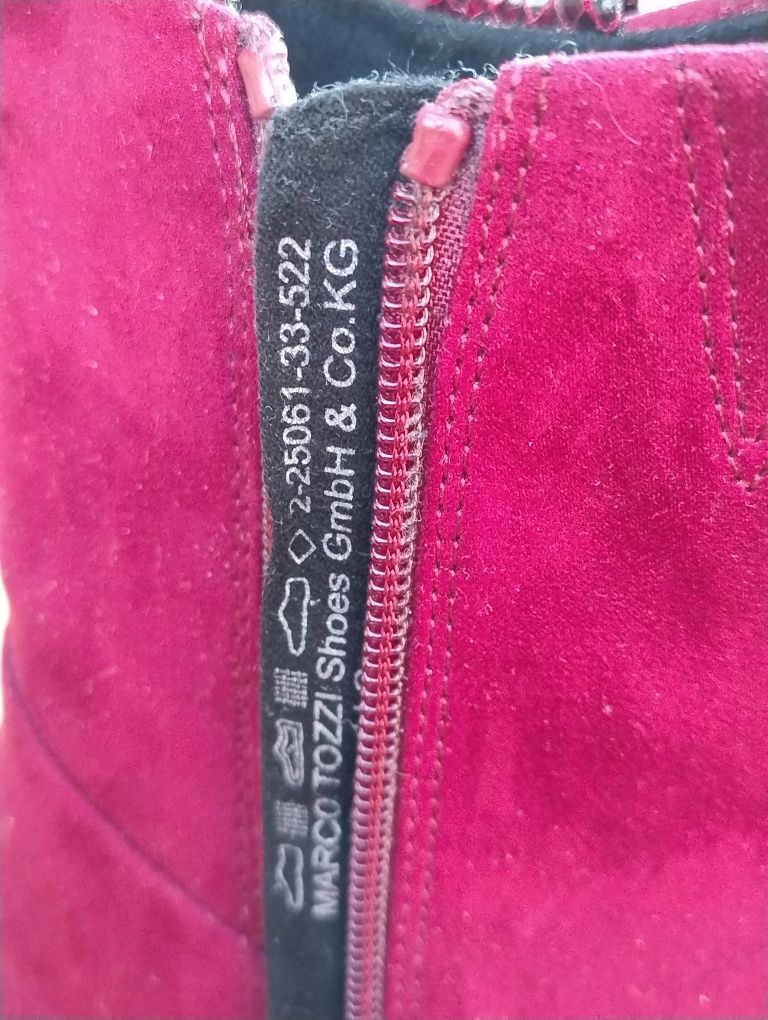 2-25061-33-522
MARCO TOZZI Shoes GmbH & Co.KG